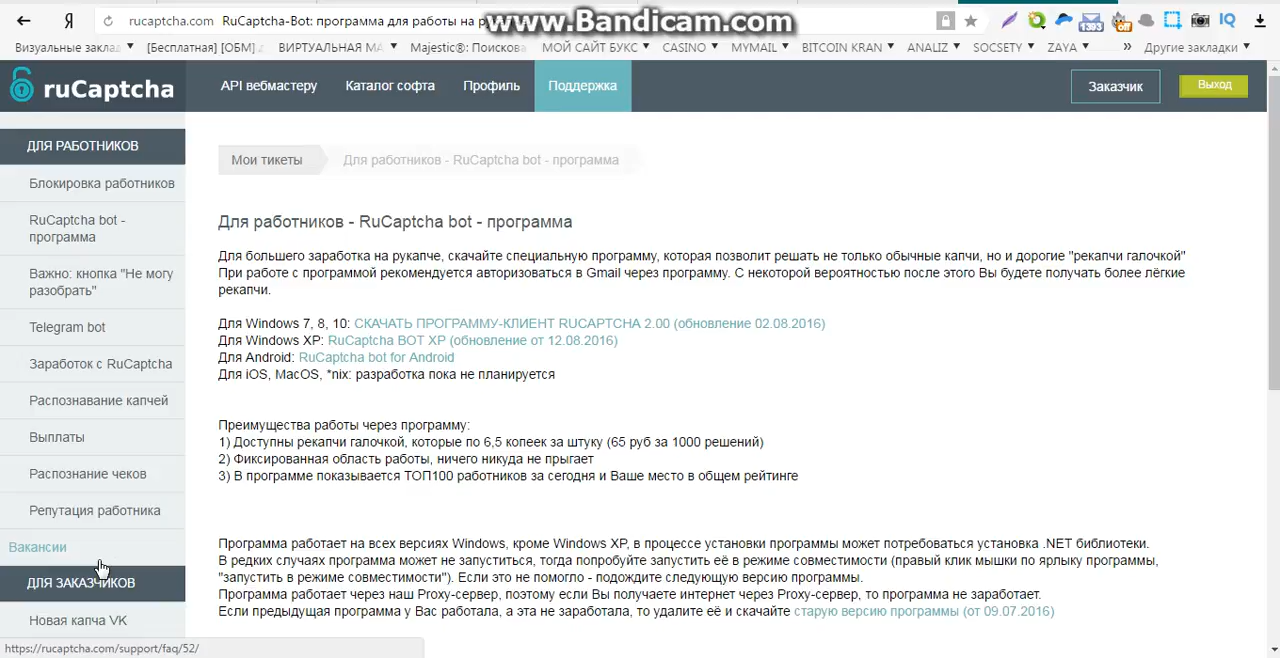 rucaptcha.com RuCaptcha-Bot: программа для работы на
www.Bandicam.com
1393
off
IQ
Визуальные заклад
[Бесплатная] [ОБМ]
ВИРТУАЛЬНАЯ МА
Majestic®: Поискова
МОЙ САЙТ БУКС
CASINO
MYMAIL
BITCOIN KRAN
ANALIZ
SOCSETY
ZAYA
»
Другие закладки
ruCaptcha
API вебмастеру
Каталог софта
Профиль
Поддержка
Заказчик
Выход
ДЛЯ РАБОТНИКОВ
Блокировка работников
RuCaptcha bot -
программа
Важно: кнопка "Не могу
разобрать"
Telegram bot
Заработок с RuCaptcha
Распознавание капчей
Выплаты
Распознание чеков
Репутация работника
Вакансии
ДЛЯ ЗАКАЗЧИКОВ
Новая капча VK
Мои тикеты
Для работников - RuCaptcha bot - программа
Для работников - RuCaptcha bot - программа
Для большего заработка на рукапче, скачайте специальную программу, которая позволит решать не только обычные капчи, но и дорогие "рекапчи галочкой"
При работе с программой рекомендуется авторизоваться в Gmail через программу. С некоторой вероятностью после этого Вы будете получать более лёгкие
рекапчи.
Для Windows 7, 8, 10: СКАЧАТЬ ПРОГРАММУ-КЛИЕНТ RUCAPTCHA 2.00 (обновление 02.08.2016)
Для Windows XP: RuCaptcha BOT XP (обновление от 12.08.2016)
Для Android: RuCaptcha bot for Android
Для iOS, MacOS, *nix: разработка пока не планируется
Преимущества работы через программу:
1) Доступны рекапчи галочкой, которые по 6,5 копеек за штуку (65 руб за 1000 решений)
2) Фиксированная область работы, ничего никуда не прыгает
3) В программе показывается ТОП100 работников за сегодня и Ваше место в общем рейтинге
Программа работает на всех версиях Windows, кроме Windows XP, в процессе установки программы может потребоваться установка .NET библиотеки.
В редких случаях программа может не запуститься, тогда попробуйте запустить её в режиме совместимости (правый клик мышки по ярлыку программы,
"запустить в режиме совместимости"). Если это не помогло - подождите следующую версию программы.
Программа работает через наш Proxy-сервер, поэтому если Вы получаете интернет через Proxy-сервер, то программа не заработает.
Если предыдущая программа у Вас работала, а эта не заработала, то удалите её и скачайте старую версию программы (от 09.07.2016)
https://rucaptcha.com/support/faq/52/